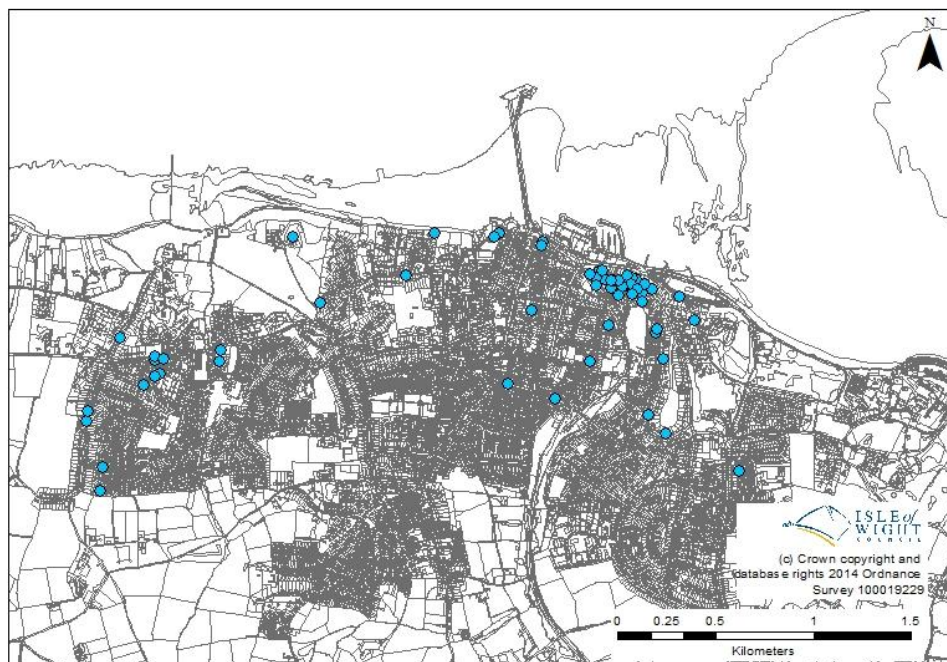 N
ISLE of
WIGHT
COUNCIL
(c) Crown copyright and
database rights 2014 Ordnance
Survey 100019229
0 0.25 0.5 1 1.5
Kilometers